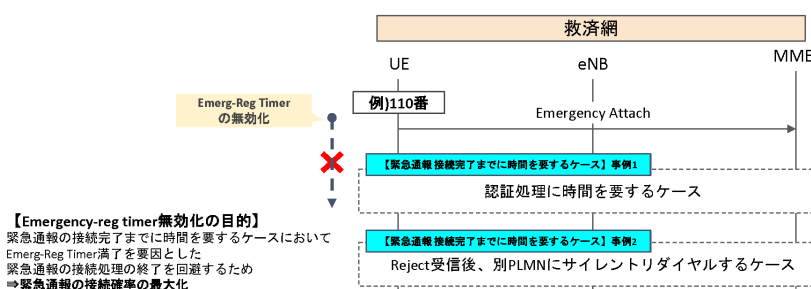 救済網
UE
eNB
MME
Emerg-Reg Timer
の無効化
例)110番
Emergency Attach
【緊急通報 接続完了までに時間を要するケース】事例1
認証処理に時間を要するケース
【Emergency-reg timer無効化の目的】
緊急通報の接続完了までに時間を要するケースにおいて
Emerg-Reg Timer満了を要因とした
緊急通報の接続処理の終了を回避するため
⇒緊急通報の接続確率の最大化
【緊急通報 接続完了までに時間を要するケース】事例2
Reject受信後、別PLMNにサイレントリダイヤルするケース